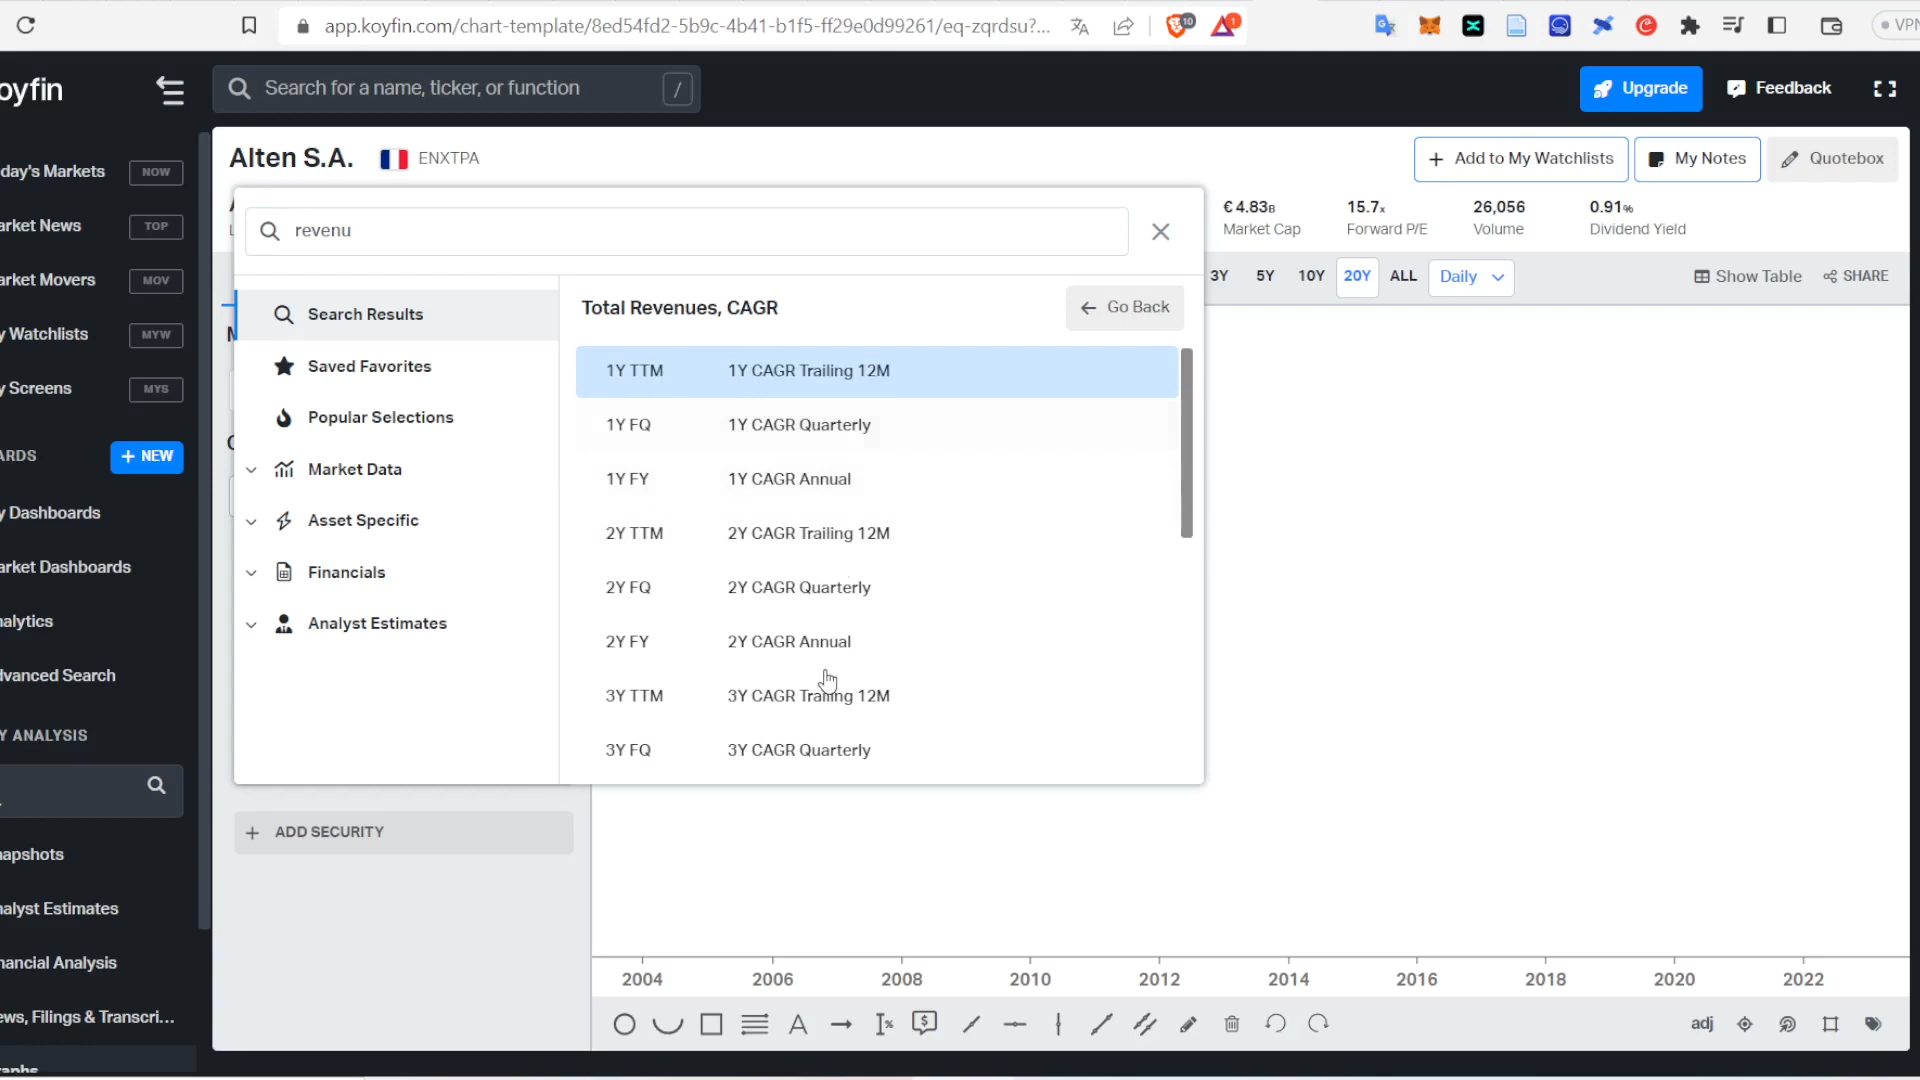 app.koyfin.com/chart-template/8ed54fd2-5b9c-4b41-b1f5-ff29e0d99261/eq-zqrdsu?...
10
1
VPN
oyfin
Search for a name, ticker, or function
/
Upgrade
Feedback
day's Markets
NOW
arket News
TOP
arket Movers
MOV
y Watchlists
MYW
y Screens
MYS
ARDS
+ NEW
y Dashboards
arket Dashboards
nalytics
dvanced Search
Y ANALYSIS
napshots
nalyst Estimates
nancial Analysis
ews, Filings & Transcri...
Alten S.A.
ENXTPA
+ Add to My Watchlists
My Notes
Quotebox
€4.83B
Market Cap
15.7x
Forward P/E
26,056
Volume
0.91%
Dividend Yield
3Y
5Y
10Y
20Y
ALL
Daily
Show Table
SHARE
revenu
Search Results
Saved Favorites
Popular Selections
Market Data
Asset Specific
Financials
Analyst Estimates
Total Revenues, CAGR
Go Back
1Y TTM 1Y CAGR Trailing 12M
1Y FQ 1Y CAGR Quarterly
1Y FY 1Y CAGR Annual
2Y TTM 2Y CAGR Trailing 12M
2Y FQ 2Y CAGR Quarterly
2Y FY 2Y CAGR Annual
3Y TTM 3Y CAGR Trailing 12M
3Y FQ 3Y CAGR Quarterly
+ ADD SECURITY
2004 2006 2008 2010 2012 2014 2016 2018 2020 2022
adj